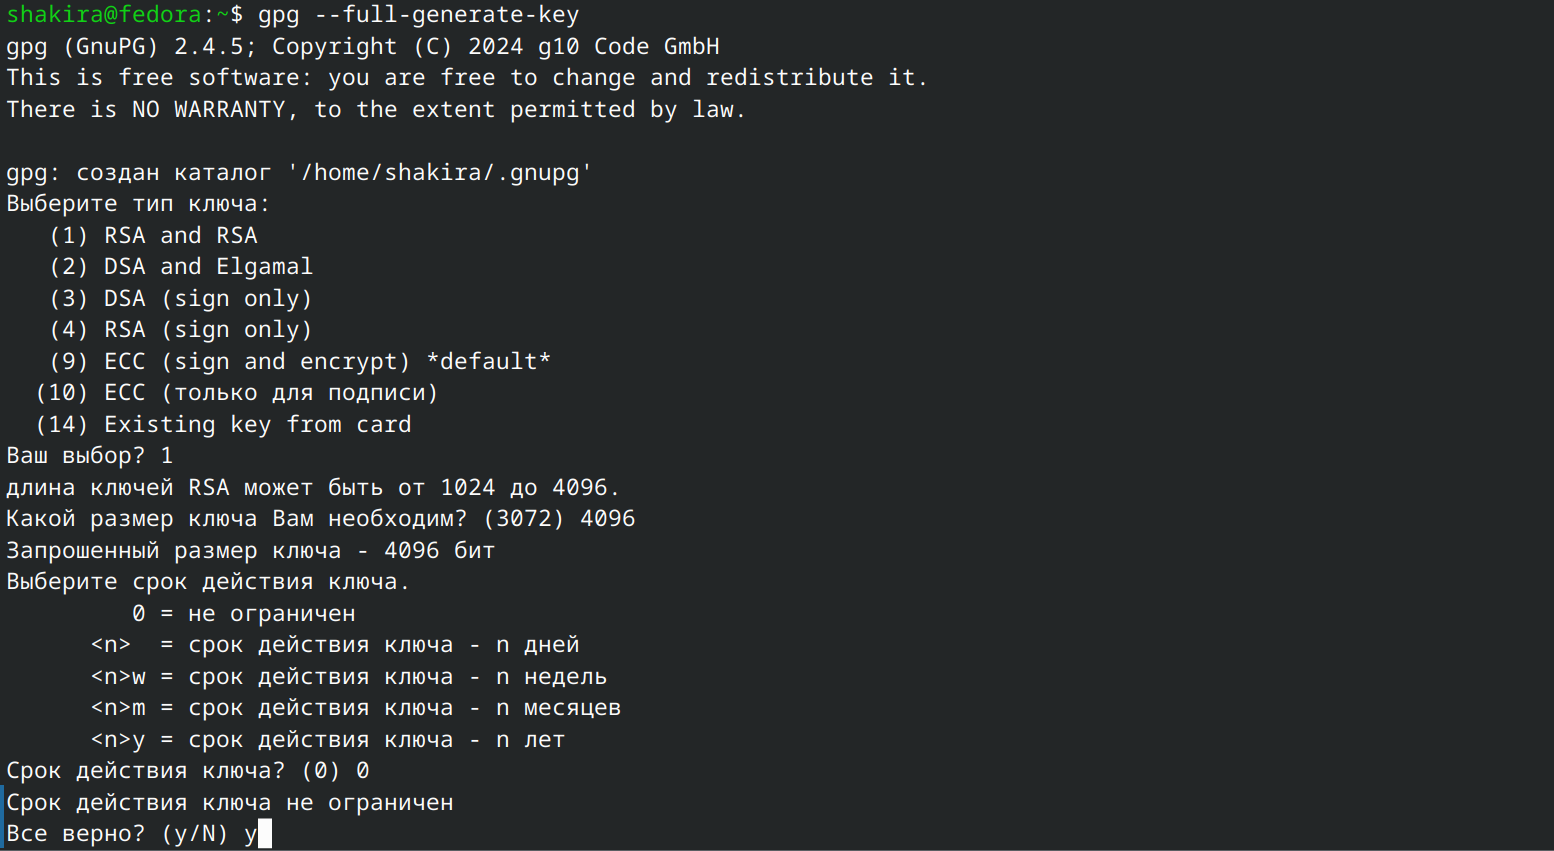 shakira@fedora:~$ gpg --full-generate-key
gpg (GnuPG) 2.4.5; Copyright (C) 2024 g10 Code GmbH
This is free software: you are free to change and redistribute it.
There is NO WARRANTY, to the extent permitted by law.

gpg: создан каталог '/home/shakira/.gnupg'
Выберите тип ключа:
   (1) RSA and RSA
   (2) DSA and Elgamal
   (3) DSA (sign only)
   (4) RSA (sign only)
   (9) ECC (sign and encrypt) *default*
  (10) ECC (только для подписи)
  (14) Existing key from card
Ваш выбор? 1
длина ключей RSA может быть от 1024 до 4096.
Какой размер ключа Вам необходим? (3072) 4096
Запрошенный размер ключа - 4096 бит
Выберите срок действия ключа.
         0 = не ограничен
      <n>  = срок действия ключа - n дней
      <n>w = срок действия ключа - n недель
      <n>m = срок действия ключа - n месяцев
      <n>y = срок действия ключа - n лет
Срок действия ключа? (0) 0
Срок действия ключа не ограничен
Все верно? (y/N) y